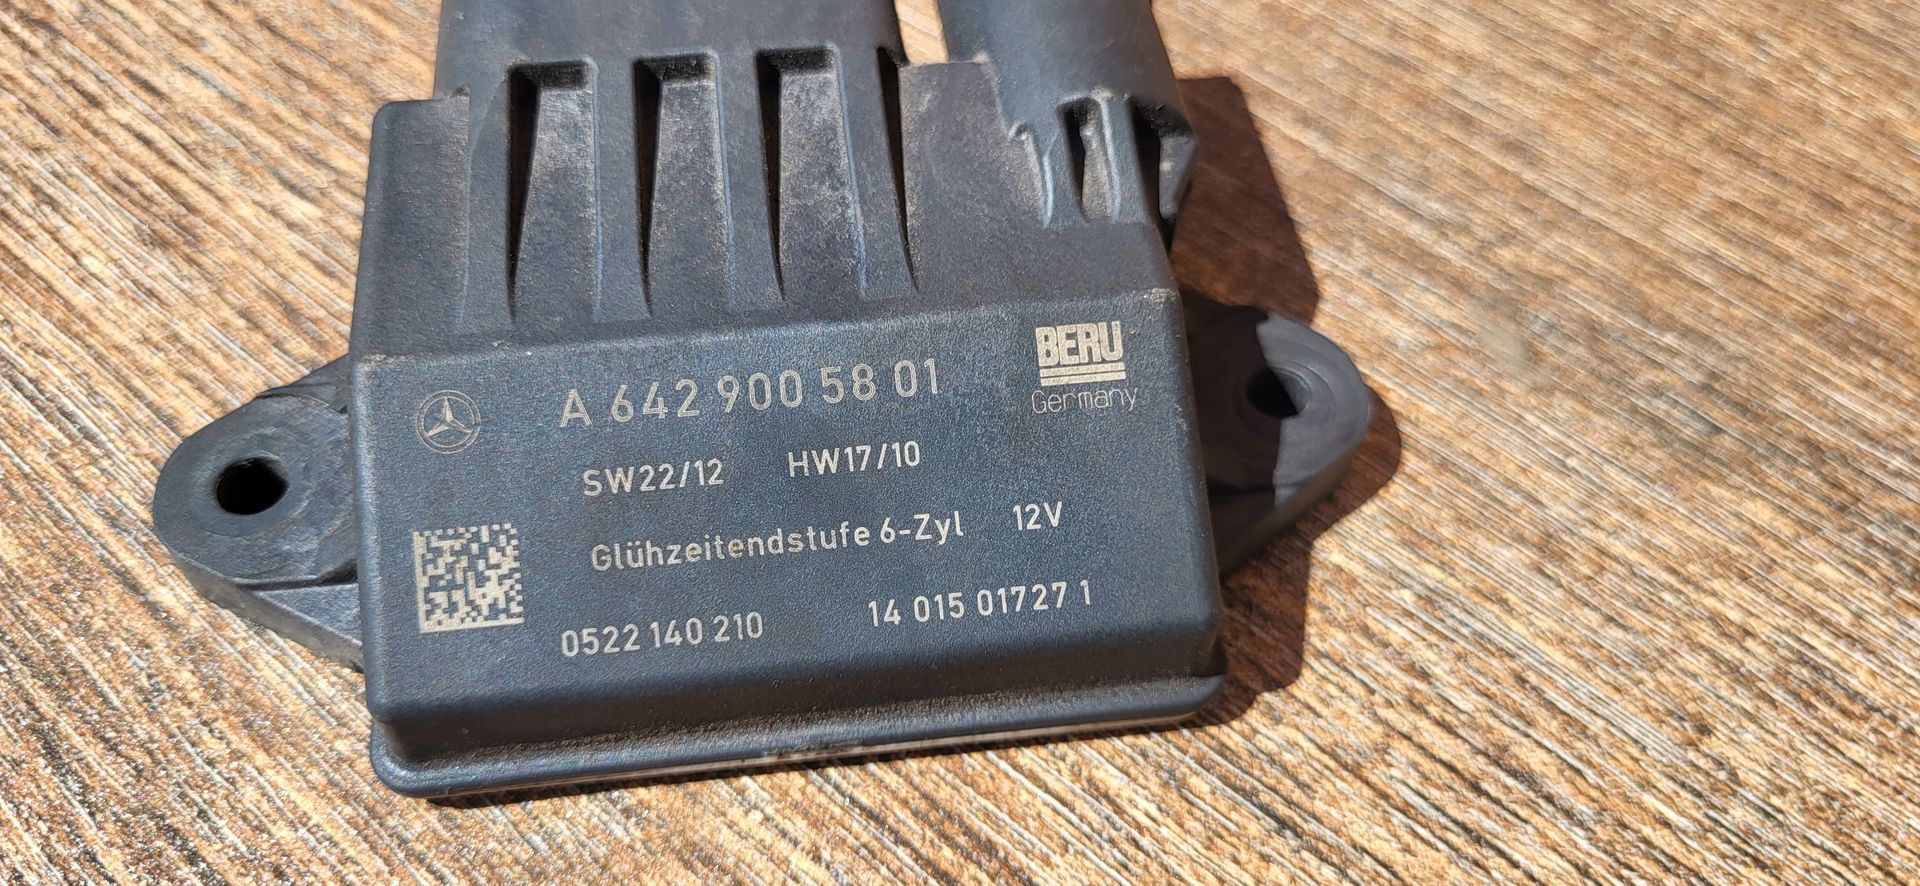 BERU
Germany
A 642 900 58 01
SW22/12 HW17/10
Glühzeitendstufe 6-Zyl 12V
0522 140 210 14 015 01727 1